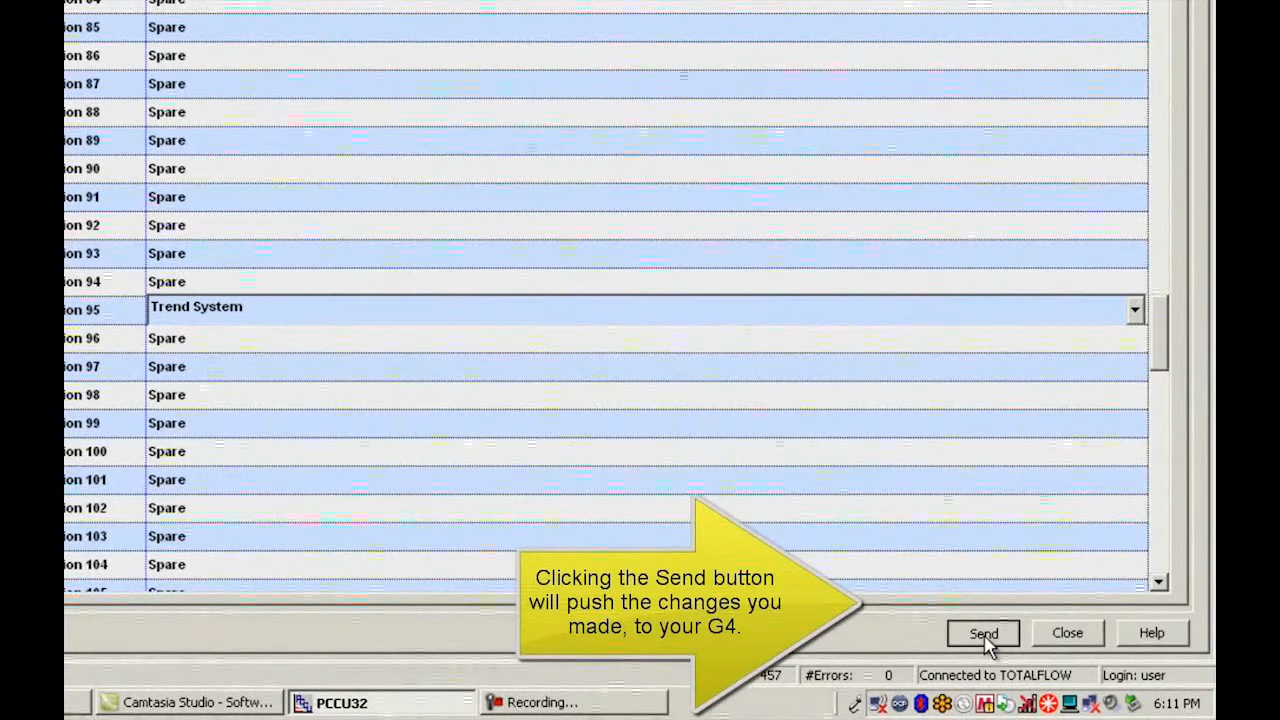 ion 85 Spare
ion 86 Spare
ion 87 Spare
ion 88 Spare
ion 89 Spare
ion 90 Spare
ion 91 Spare
ion 92 Spare
ion 93 Spare
ion 94 Spare
ion 95 Trend System
ion 96 Spare
ion 97 Spare
ion 98 Spare
ion 99 Spare
ion 100 Spare
ion 101 Spare
ion 102 Spare
ion 103 Spare
ion 104 Spare
Clicking the Send button
will push the changes you
made, to your G4.
Send Close Help
457 #Errors: 0 Connected to TOTALFLOW Login: user
Camtasia Studio - Softw... PCCU32 Recording... 6:11 PM